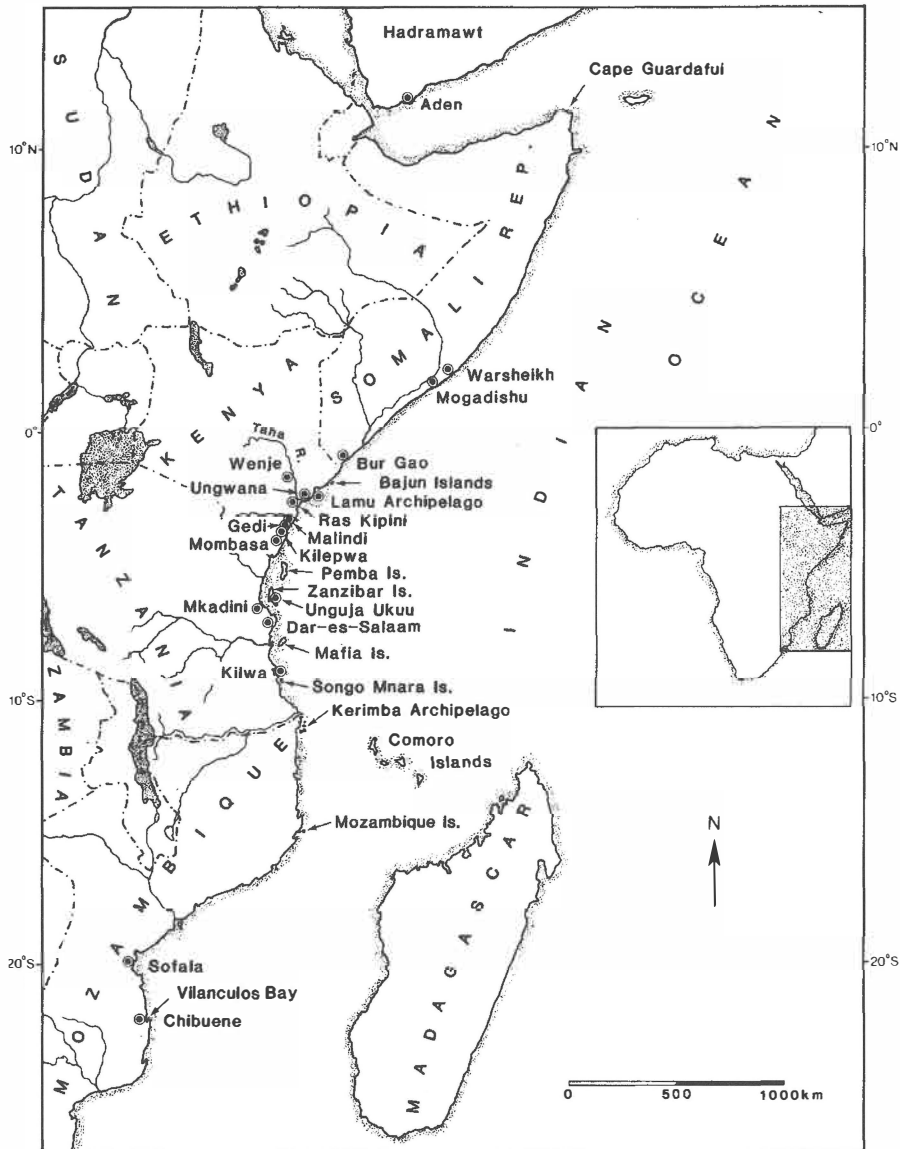 Hadramawt
Cape Guardafui
Aden
10°N
10°N
SUDAN
ETHIOPIA
SOMALI REP.
INDIAN OCEAN
Warsheikh
Mogadishu
KENYA
0°
0°
Taha R.
Wenje
Bur Gao
Bajun Islands
Ungwana
Lamu Archipelago
Ras Kipini
Gedi
Malindi
Mombasa
Kilepwa
Pemba Is.
Zanzibar Is.
Mkadini
Unguja Ukuu
Dar-es-Salaam
Mafia Is.
TANZANIA
Kilwa
Songo Mnara Is.
10°S
10°S
Kerimba Archipelago
ZAMBIA
Comoro
Islands
Mozambique Is.
MOZAMBIQUE
MADAGASCAR
N
20°S
20°S
Sofala
Vilanculos Bay
Chibuene
0 500 1000km